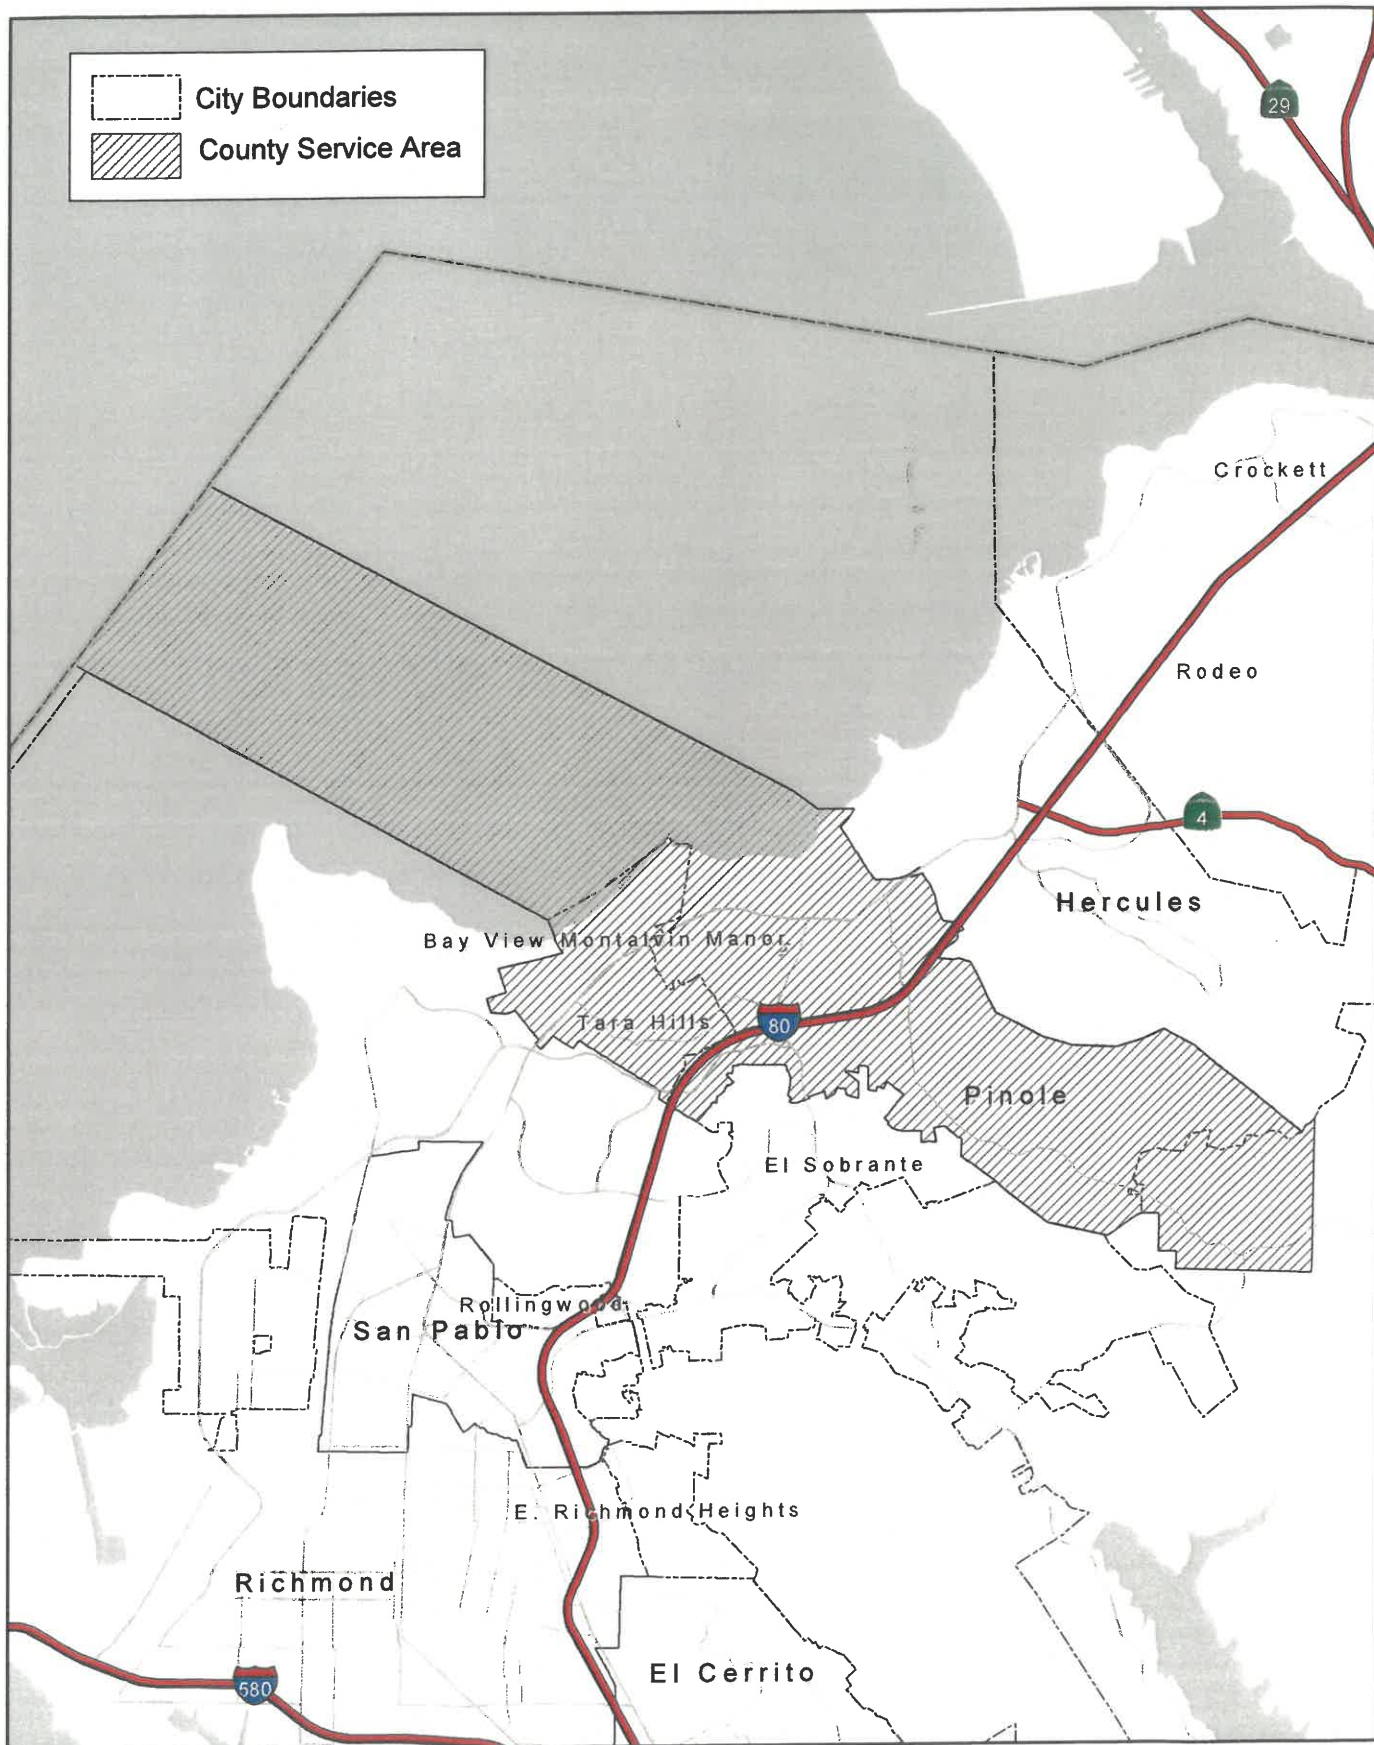 City Boundaries
County Service Area
29
Crockett
Rodeo
4
Hercules
Bay View Montalvin Manor
Tara Hills
80
Pinole
El Sobrante
Rollingwood
San Pablo
E. Richmond Heights
Richmond
El Cerrito
580